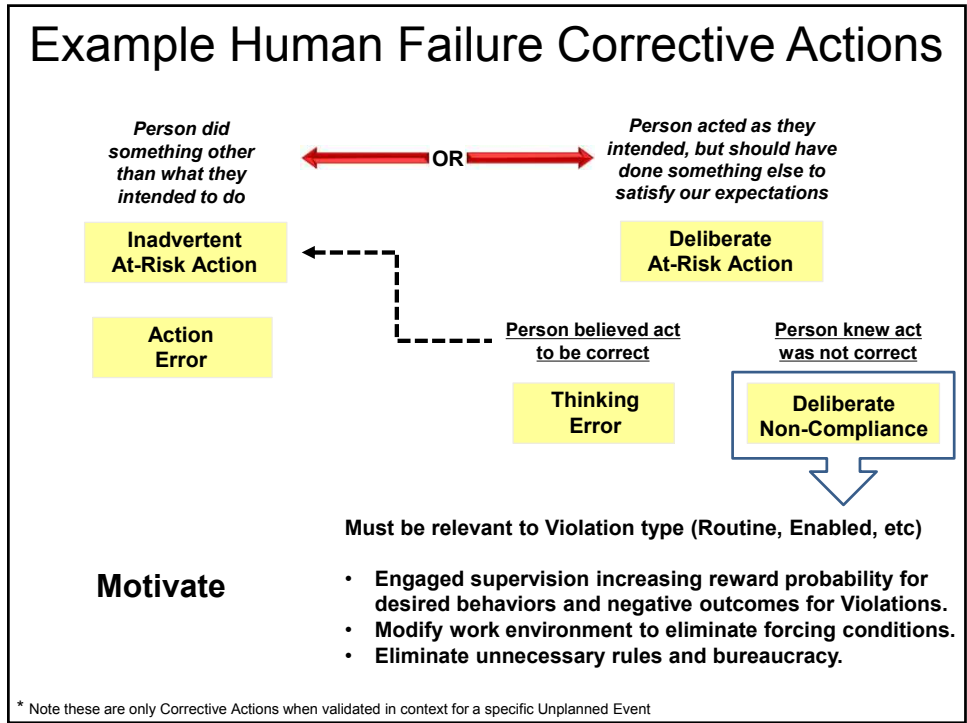 Example Human Failure Corrective Actions
Person did
something other
than what they
intended to do
OR
Person acted as they
intended, but should have
done something else to
satisfy our expectations
Inadvertent
At-Risk Action
Deliberate
At-Risk Action
Action
Error
Person believed act
to be correct
Person knew act
was not correct
Thinking
Error
Deliberate
Non-Compliance
Must be relevant to Violation type (Routine, Enabled, etc)
Motivate
• Engaged supervision increasing reward probability for
desired behaviors and negative outcomes for Violations.
• Modify work environment to eliminate forcing conditions.
• Eliminate unnecessary rules and bureaucracy.
* Note these are only Corrective Actions when validated in context for a specific Unplanned Event